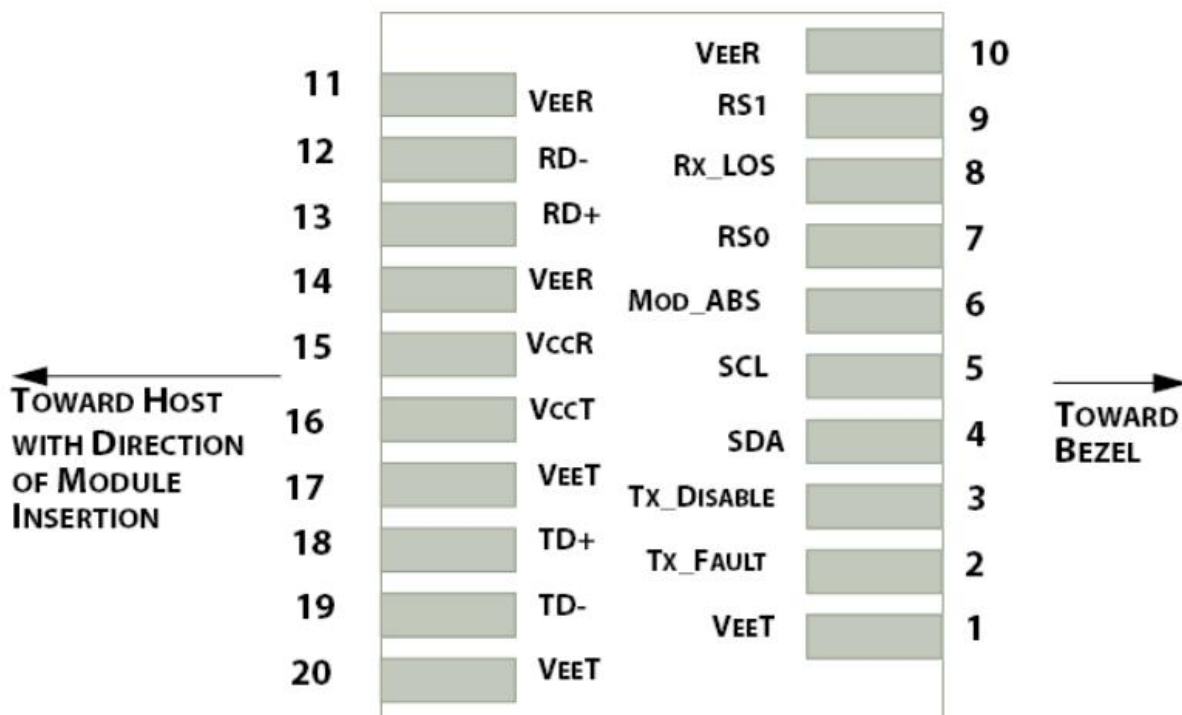 11 VEER
12 RD-
13 RD+
14 VEER
15 VCCR
16 VCCT
17 VEET
18 TD+
19 TD-
20 VEET
VEER 10
RS1 9
RX_LOS 8
RS0 7
MOD_ABS 6
SCL 5
SDA 4
TX_DISABLE 3
TX_FAULT 2
VEET 1
TOWARD HOST
WITH DIRECTION
OF MODULE
INSERTION
TOWARD
BEZEL